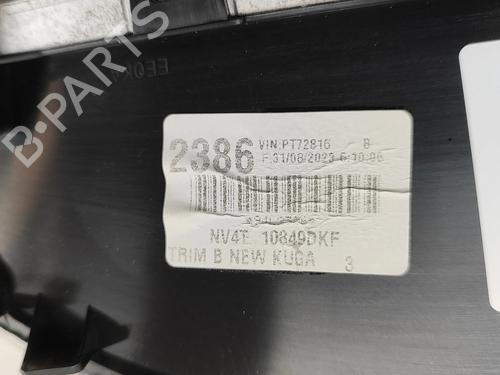 B-PARTS
2386 VIN:PT72816 B
F.31/08/2023 6:10:06
NV4T 10849DKF
TRIM B NEW KUGA 3